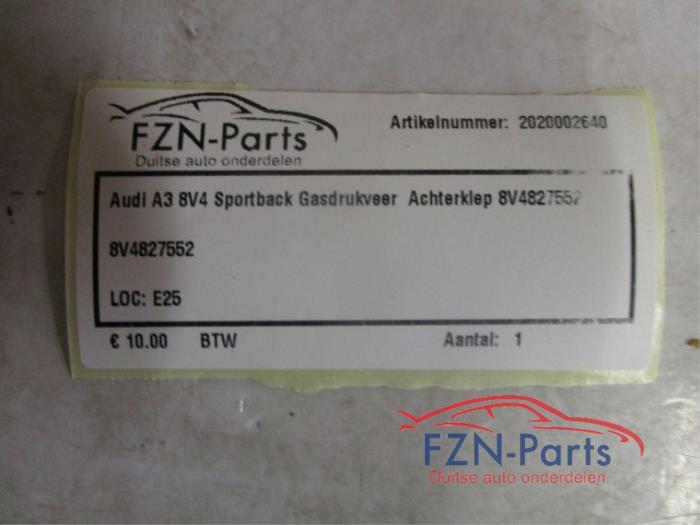 FZN-Parts
Duitse auto onderdelen
Artikelnummer: 2020002640
Audi A3 8V4 Sportback Gasdrukveer Achterklep 8V4827552
8V4827552
LOC: E25
€ 10.00 BTW Aantal: 1
FZN-Parts
Duitse auto onderdelen